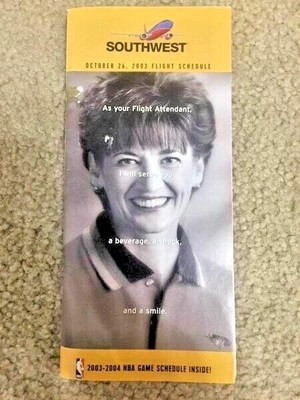 SOUTHWEST
OCTOBER 26, 2003 FLIGHT SCHEDULE
As your Flight Attendant,
I will serve you
a beverage, a snack,
and a smile.
2003-2004 NBA GAME SCHEDULE INSIDE!